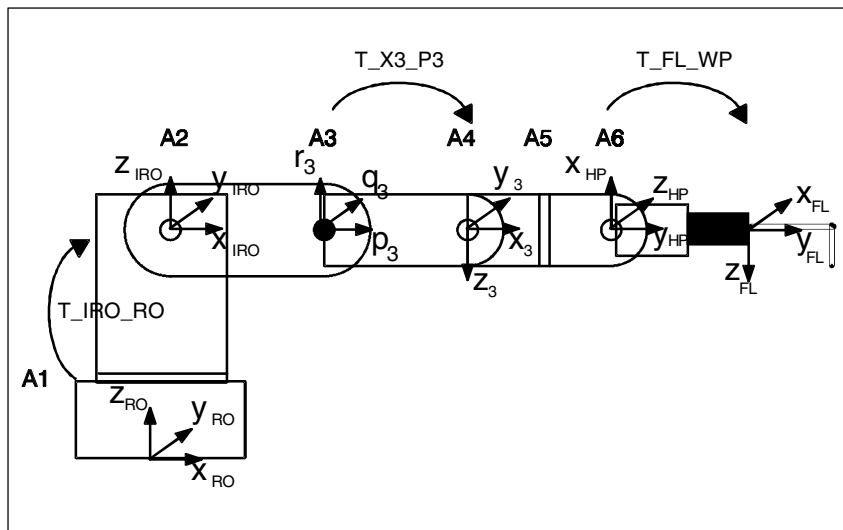 T_X3_P3
T_FL_WP
A2
A3
A4
A5
A6
z IRO
y IRO
x IRO
r3
q3
p3
y3
x3
z3
x HP
z HP
y HP
x FL
y FL
z FL
T_IRO_RO
A1
z RO
y RO
x RO